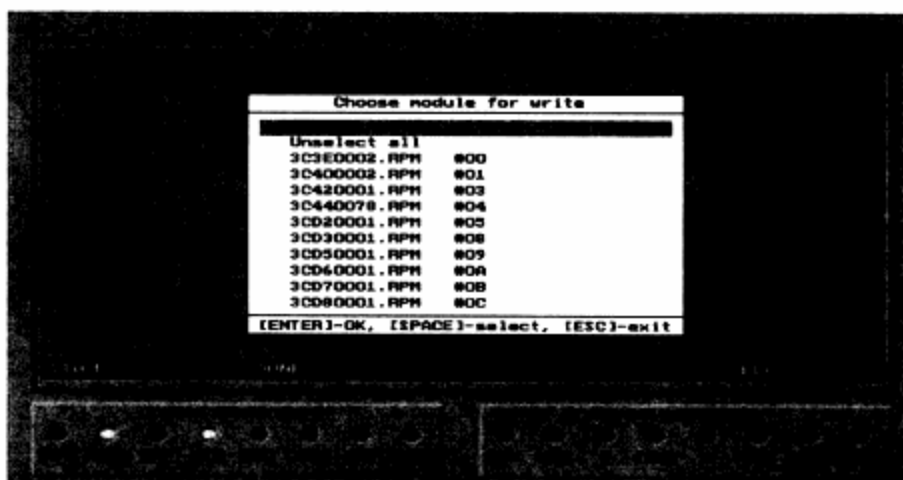 Choose module for write
Unselect all
3C3E0002.RPM #00
3C400002.RPM #01
3C420001.RPM #03
3C440078.RPM #04
3CD20001.RPM #05
3CD30001.RPM #08
3CD50001.RPM #09
3CD60001.RPM #0A
3CD70001.RPM #0B
3CD80001.RPM #0C
[ENTER]-OK, [SPACE]-select, [ESC]-exit